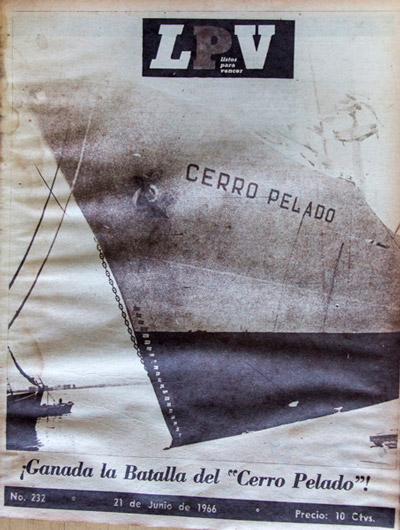 LPV
listos
para
vencer
CERRO PELADO
¡Ganada la Batalla del "Cerro Pelado"!
No. 232 • 21 de Junio de 1966 • Precio: 10 Ctvs.